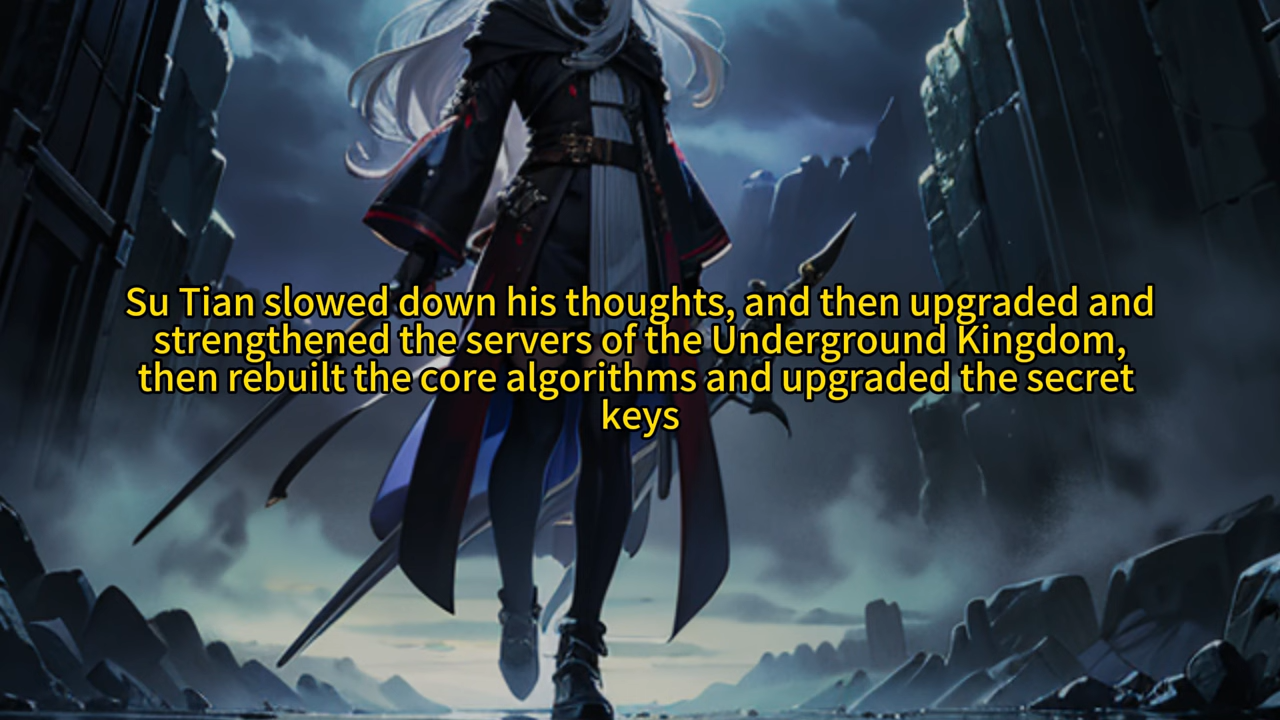 Su Tian slowed down his thoughts, and then upgraded and
strengthened the servers of the Underground Kingdom,
then rebuilt the core algorithms and upgraded the secret
keys